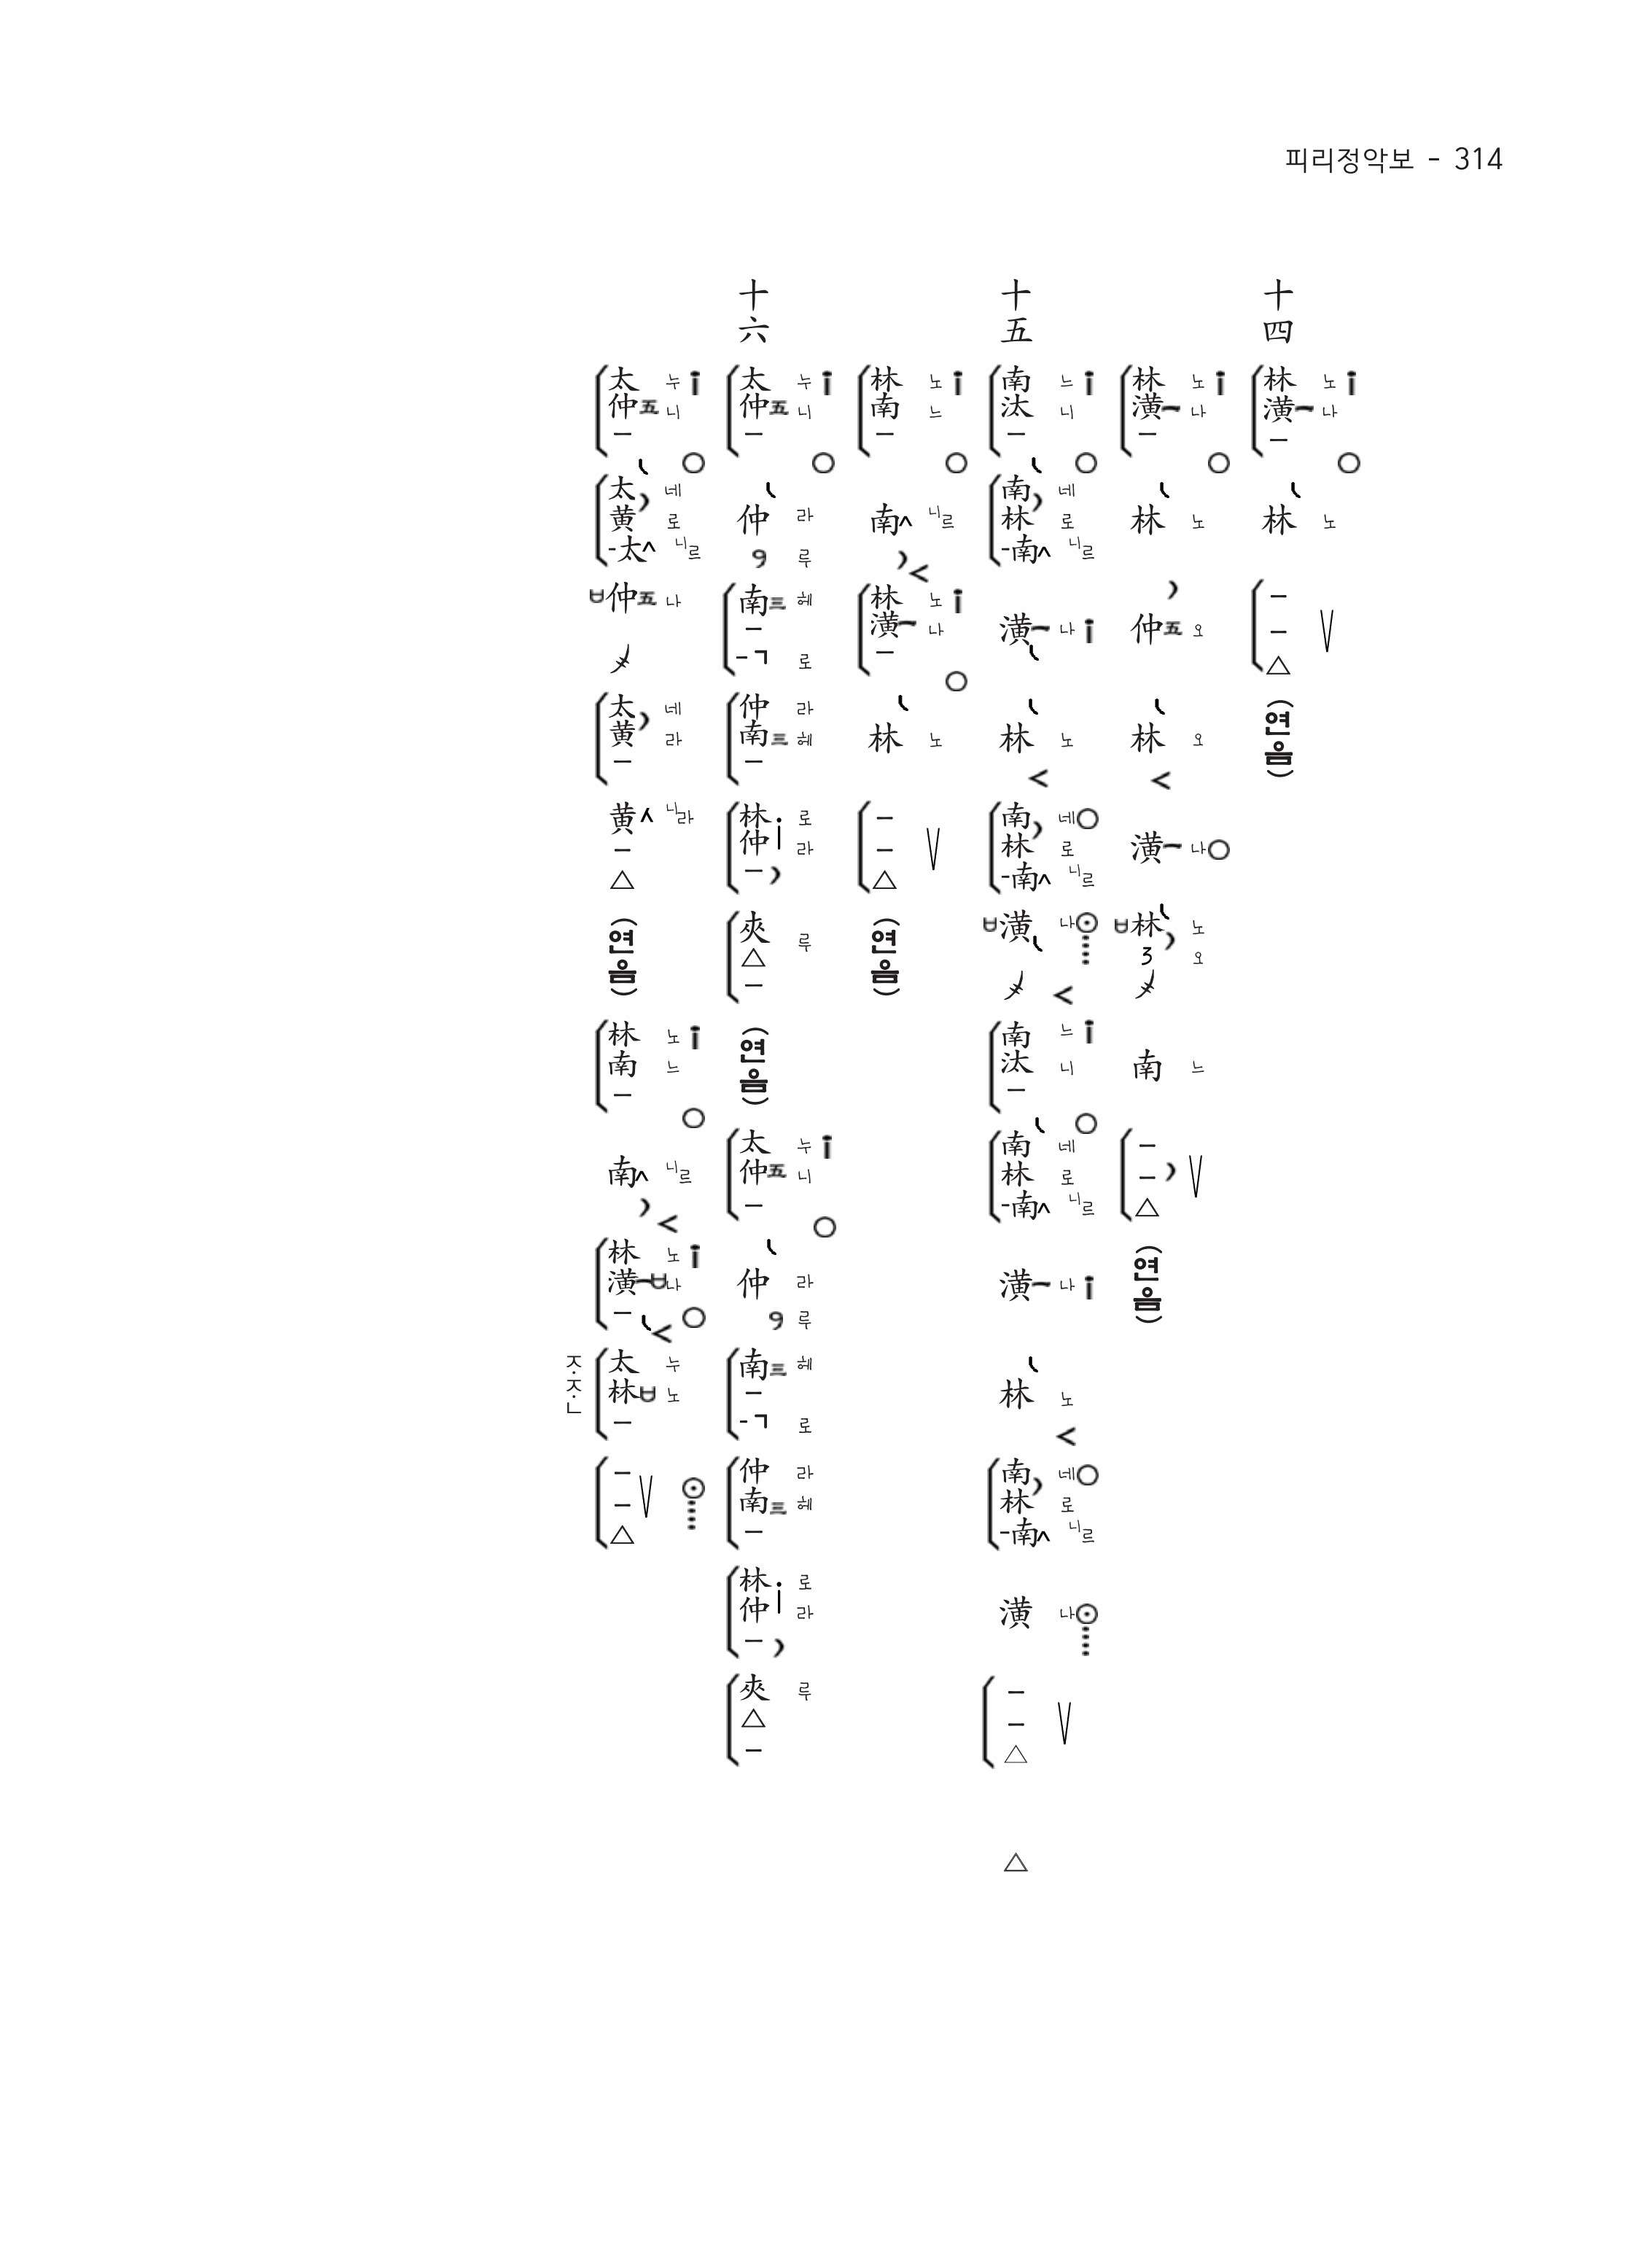 피리정악보 - 314
十四
林 노
潢 나
一
林 노
一
一
△
(연음)
林 노
潢 나
一
林 노
仲 五 오
林 오
潢 나
ㅂ 林 노
3 오
南 느
一
一
△
(연음)
十五
南 느
汰 니
一
南 네
林 로
-南 니르
潢 나
林 노
南 네
林 로
-南 니르
ㅂ 潢 나
南 느
汰 니
一
南 네
林 로
-南 니르
潢 나
林 노
南 네
林 로
-南 니르
潢 나
一
一
△
△
林 노
南 느
一
南 니르
林 노
潢 나
一
林 노
一
一
△
(연음)
十六
太 누
仲 五 니
一
仲 라
루
南 三 헤
一
-ㄱ 로
仲 라
南 三 헤
一
林 로
仲 라
一
夾 루
△
一
(연음)
太 누
仲 五 니
一
仲 라
루
南 三 헤
一
-ㄱ 로
仲 라
南 三 헤
一
林 로
仲 라
一
夾 루
△
一
太 누
仲 五 니
一
太 네
黄 로
-太 니르
ㅂ 仲 五 나
太 네
黄 라
一
黄 니라
一
△
(연음)
林 노
南 느
一
南 니르
林 노
潢 ㅂ 나
一
太 누
林 ㅂ 노
一
ㅈ·ㅈ·ㄴ
一
一
△